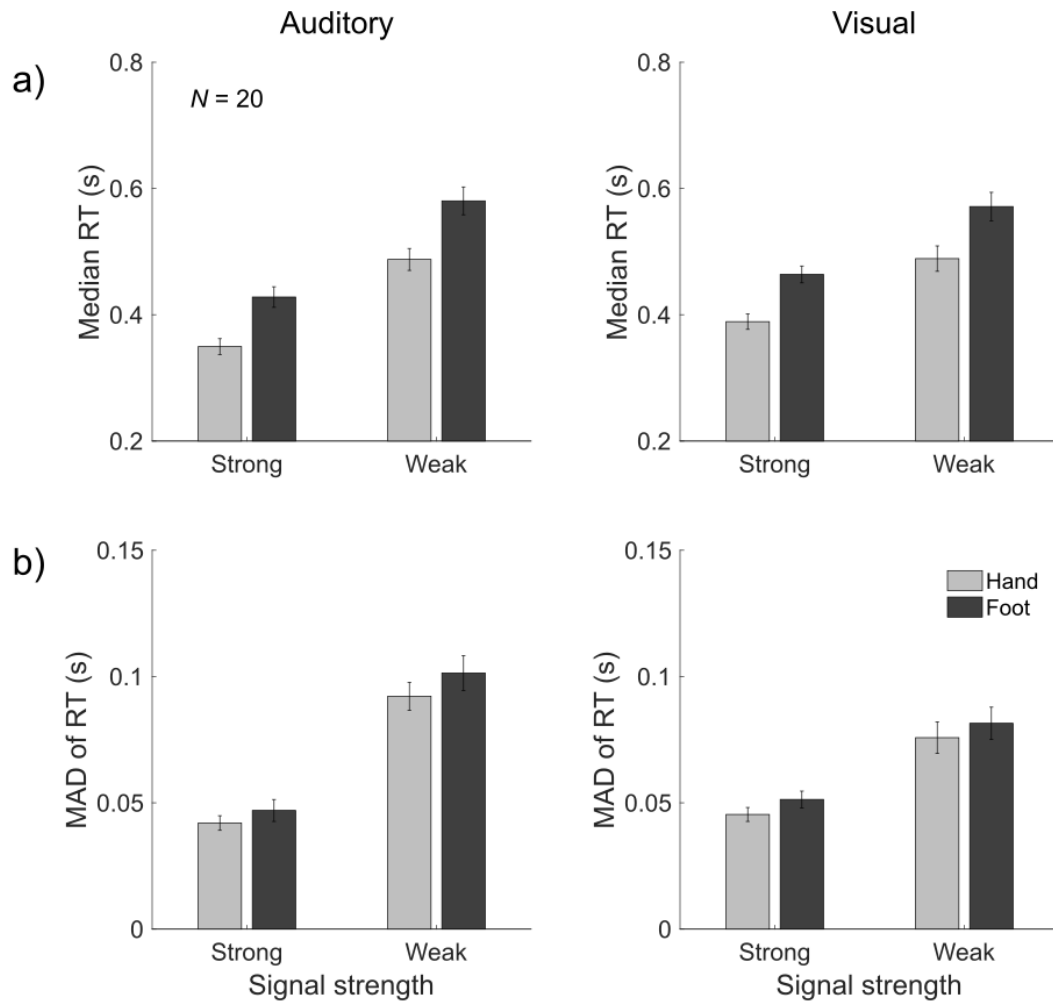 Auditory
Visual
a)
0.8
0.6
0.4
0.2
Median RT (s)
N = 20
Strong
Weak
0.8
0.6
0.4
0.2
Median RT (s)
Strong
Weak
b)
0.15
0.1
0.05
0
MAD of RT (s)
Strong
Weak
Signal strength
0.15
0.1
0.05
0
MAD of RT (s)
Hand
Foot
Strong
Weak
Signal strength